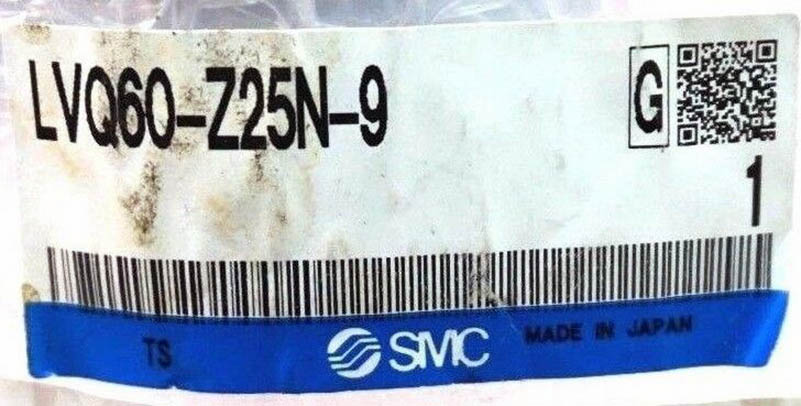 LVQ60-Z25N-9
G
1
TS SMC MADE IN JAPAN